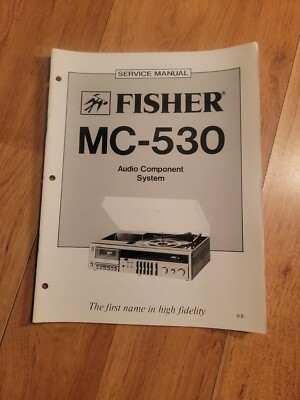 SERVICE MANUAL
FISHER®
MC-530
Audio Component
System
The first name in high fidelity